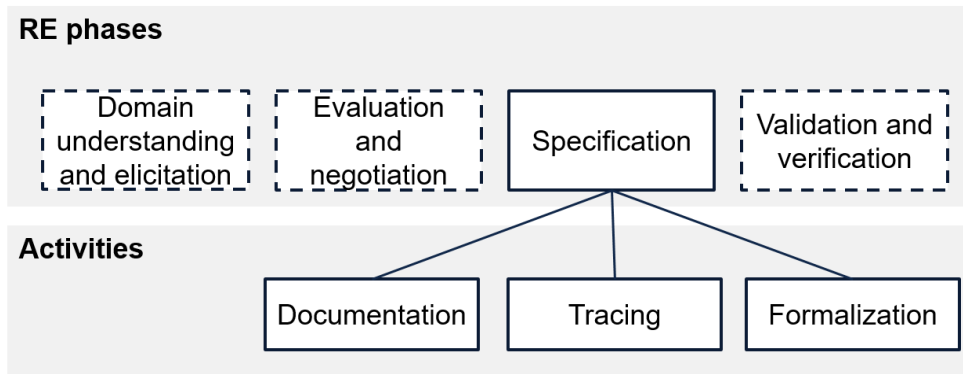 RE phases
Domain
understanding
and elicitation
Evaluation
and
negotiation
Specification
Validation and
verification
Activities
Documentation
Tracing
Formalization